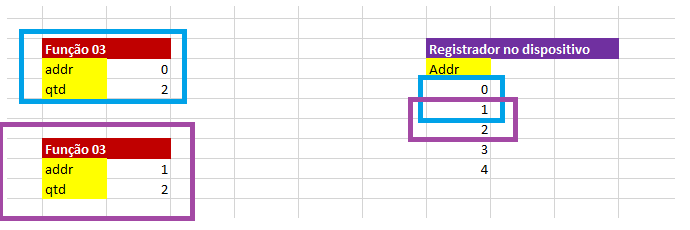 Função 03
addr 0
qtd 2
Função 03
addr 1
qtd 2
Registrador no dispositivo
Addr
0
1
2
3
4